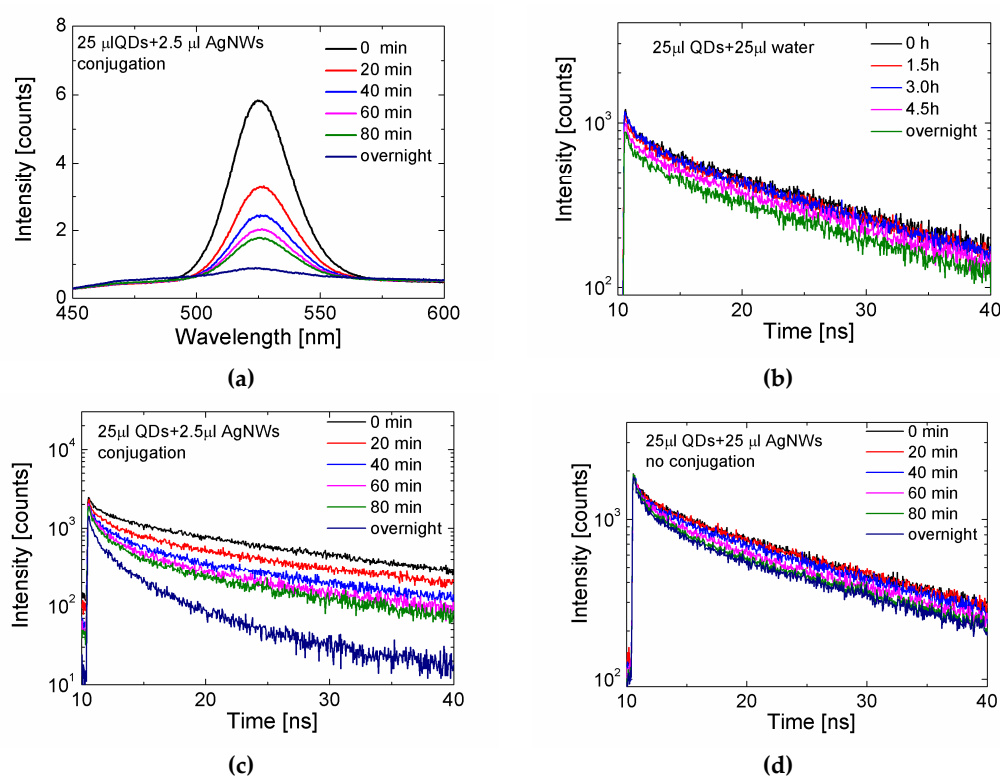 25 μlQDs+2.5 μl AgNWs
conjugation
0 min
20 min
40 min
60 min
80 min
overnight
8
6
4
2
0
450
500
550
600
Intensity [counts]
Wavelength [nm]
(a)
25μl QDs+25μl water
0 h
1.5h
3.0h
4.5h
overnight
10³
10²
10
20
30
40
Intensity [counts]
Time [ns]
(b)
25μl QDs+2.5μl AgNWs
conjugation
0 min
20 min
40 min
60 min
80 min
overnight
10⁴
10³
10²
10¹
10
20
30
40
Intensity [counts]
Time [ns]
(c)
25μl QDs+25 μl AgNWs
no conjugation
0 min
20 min
40 min
60 min
80 min
overnight
10³
10²
10
20
30
40
Intensity [counts]
Time [ns]
(d)